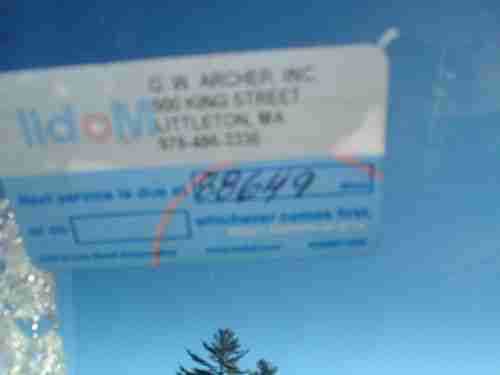 Mobil
G. W. ARCHER, INC.
500 KING STREET
LITTLETON, MA
978-486-3336
Next service is due at 88649
or on whichever comes first.